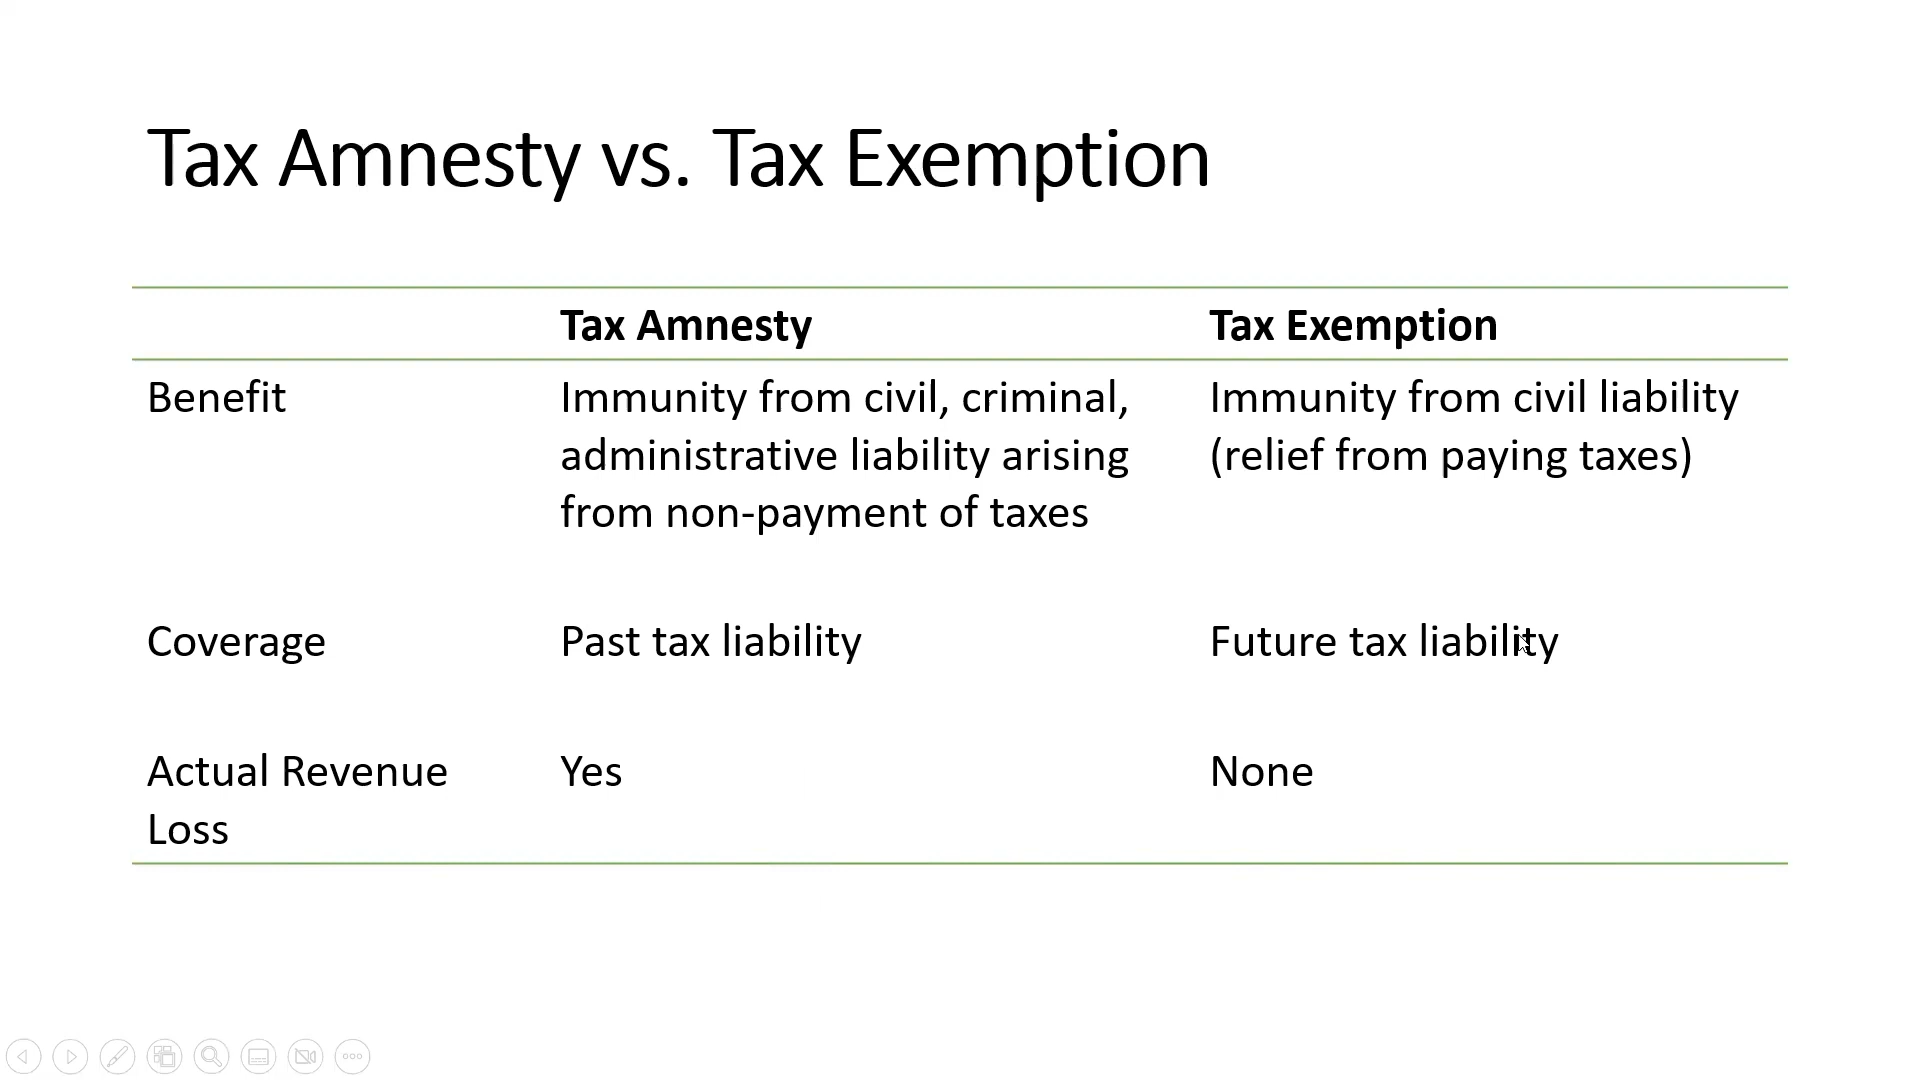 Tax Amnesty vs. Tax Exemption
Tax Amnesty Tax Exemption
Benefit Immunity from civil, criminal, Immunity from civil liability
administrative liability arising (relief from paying taxes)
from non-payment of taxes
Coverage Past tax liability Future tax liability
Actual Revenue Yes None
Loss